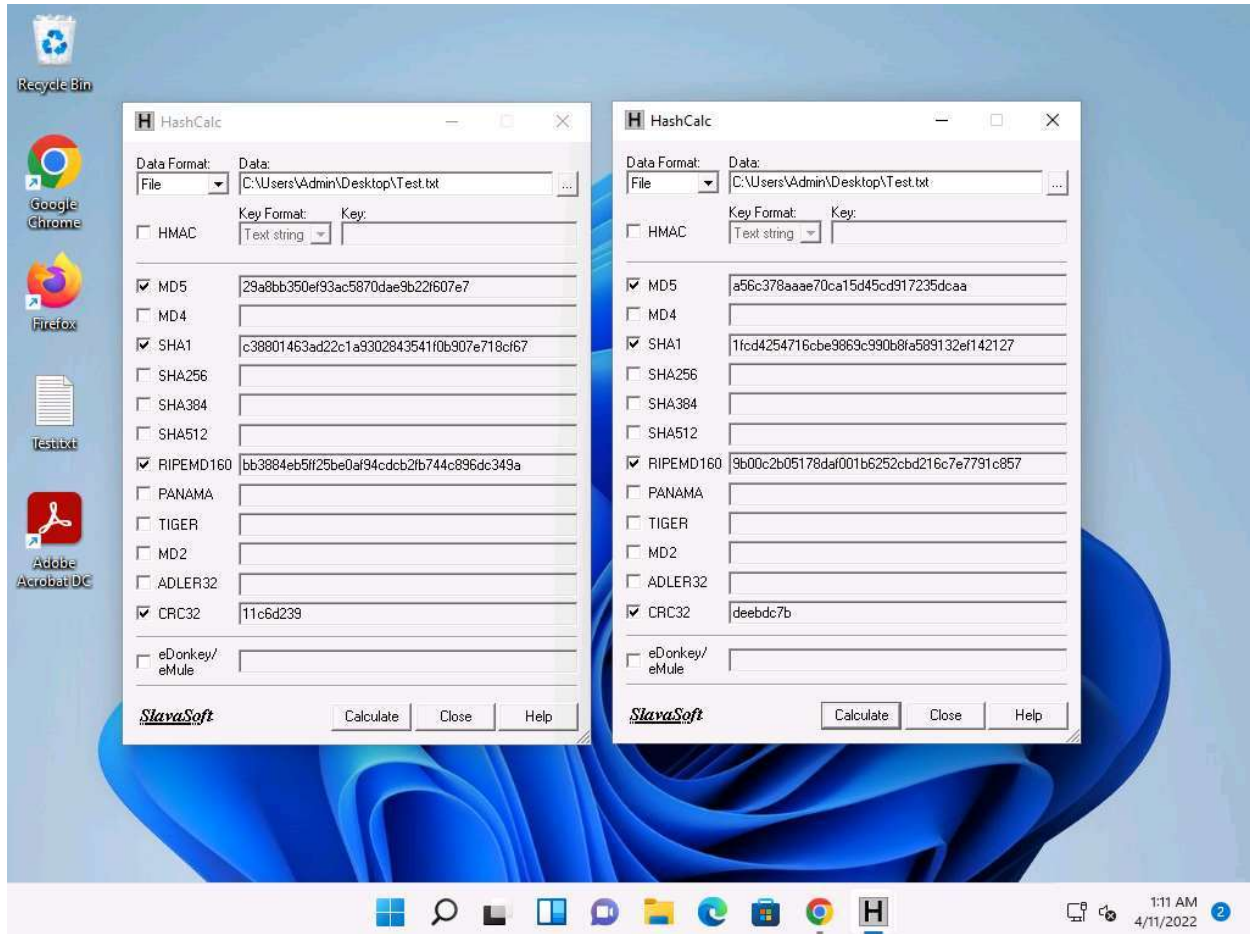 Recycle Bin
Google
Chrome
Firefox
Test.txt
Adobe
Acrobat DC
H HashCalc
Data Format:
Data:
File
C:\Users\Admin\Desktop\Test.txt
...
HMAC
Key Format:
Key:
Text string
MD5
29a8bb350ef93ac5870dae9b22f607e7
MD4
SHA1
c38801463ad22c1a9302843541f0b907e718cf67
SHA256
SHA384
SHA512
RIPEMD160
bb3884eb5ff25be0af94cdcb2fb744c896dc349a
PANAMA
TIGER
MD2
ADLER32
CRC32
11c6d239
eDonkey/
eMule
SlavaSoft
Calculate
Close
Help
H HashCalc
Data Format:
Data:
File
C:\Users\Admin\Desktop\Test.txt
...
HMAC
Key Format:
Key:
Text string
MD5
a56c378aaae70ca15d45cd917235dcaa
MD4
SHA1
1fcd4254716cbe9869c990b8fa589132ef142127
SHA256
SHA384
SHA512
RIPEMD160
9b00c2b05178daf001b6252cbd216c7e7791c857
PANAMA
TIGER
MD2
ADLER32
CRC32
deebdc7b
eDonkey/
eMule
SlavaSoft
Calculate
Close
Help
H
1:11 AM
4/11/2022
2